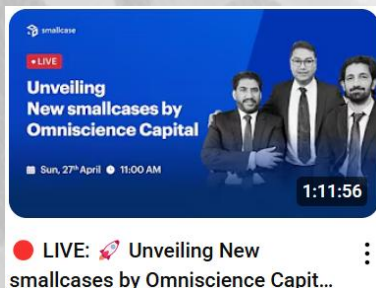 smallcase
LIVE
Unveiling
New smallcases by
Omniscience Capital
Sun, 27th April 11:00 AM
1:11:56
LIVE: 🚀 Unveiling New
smallcases by Omniscience Capit...